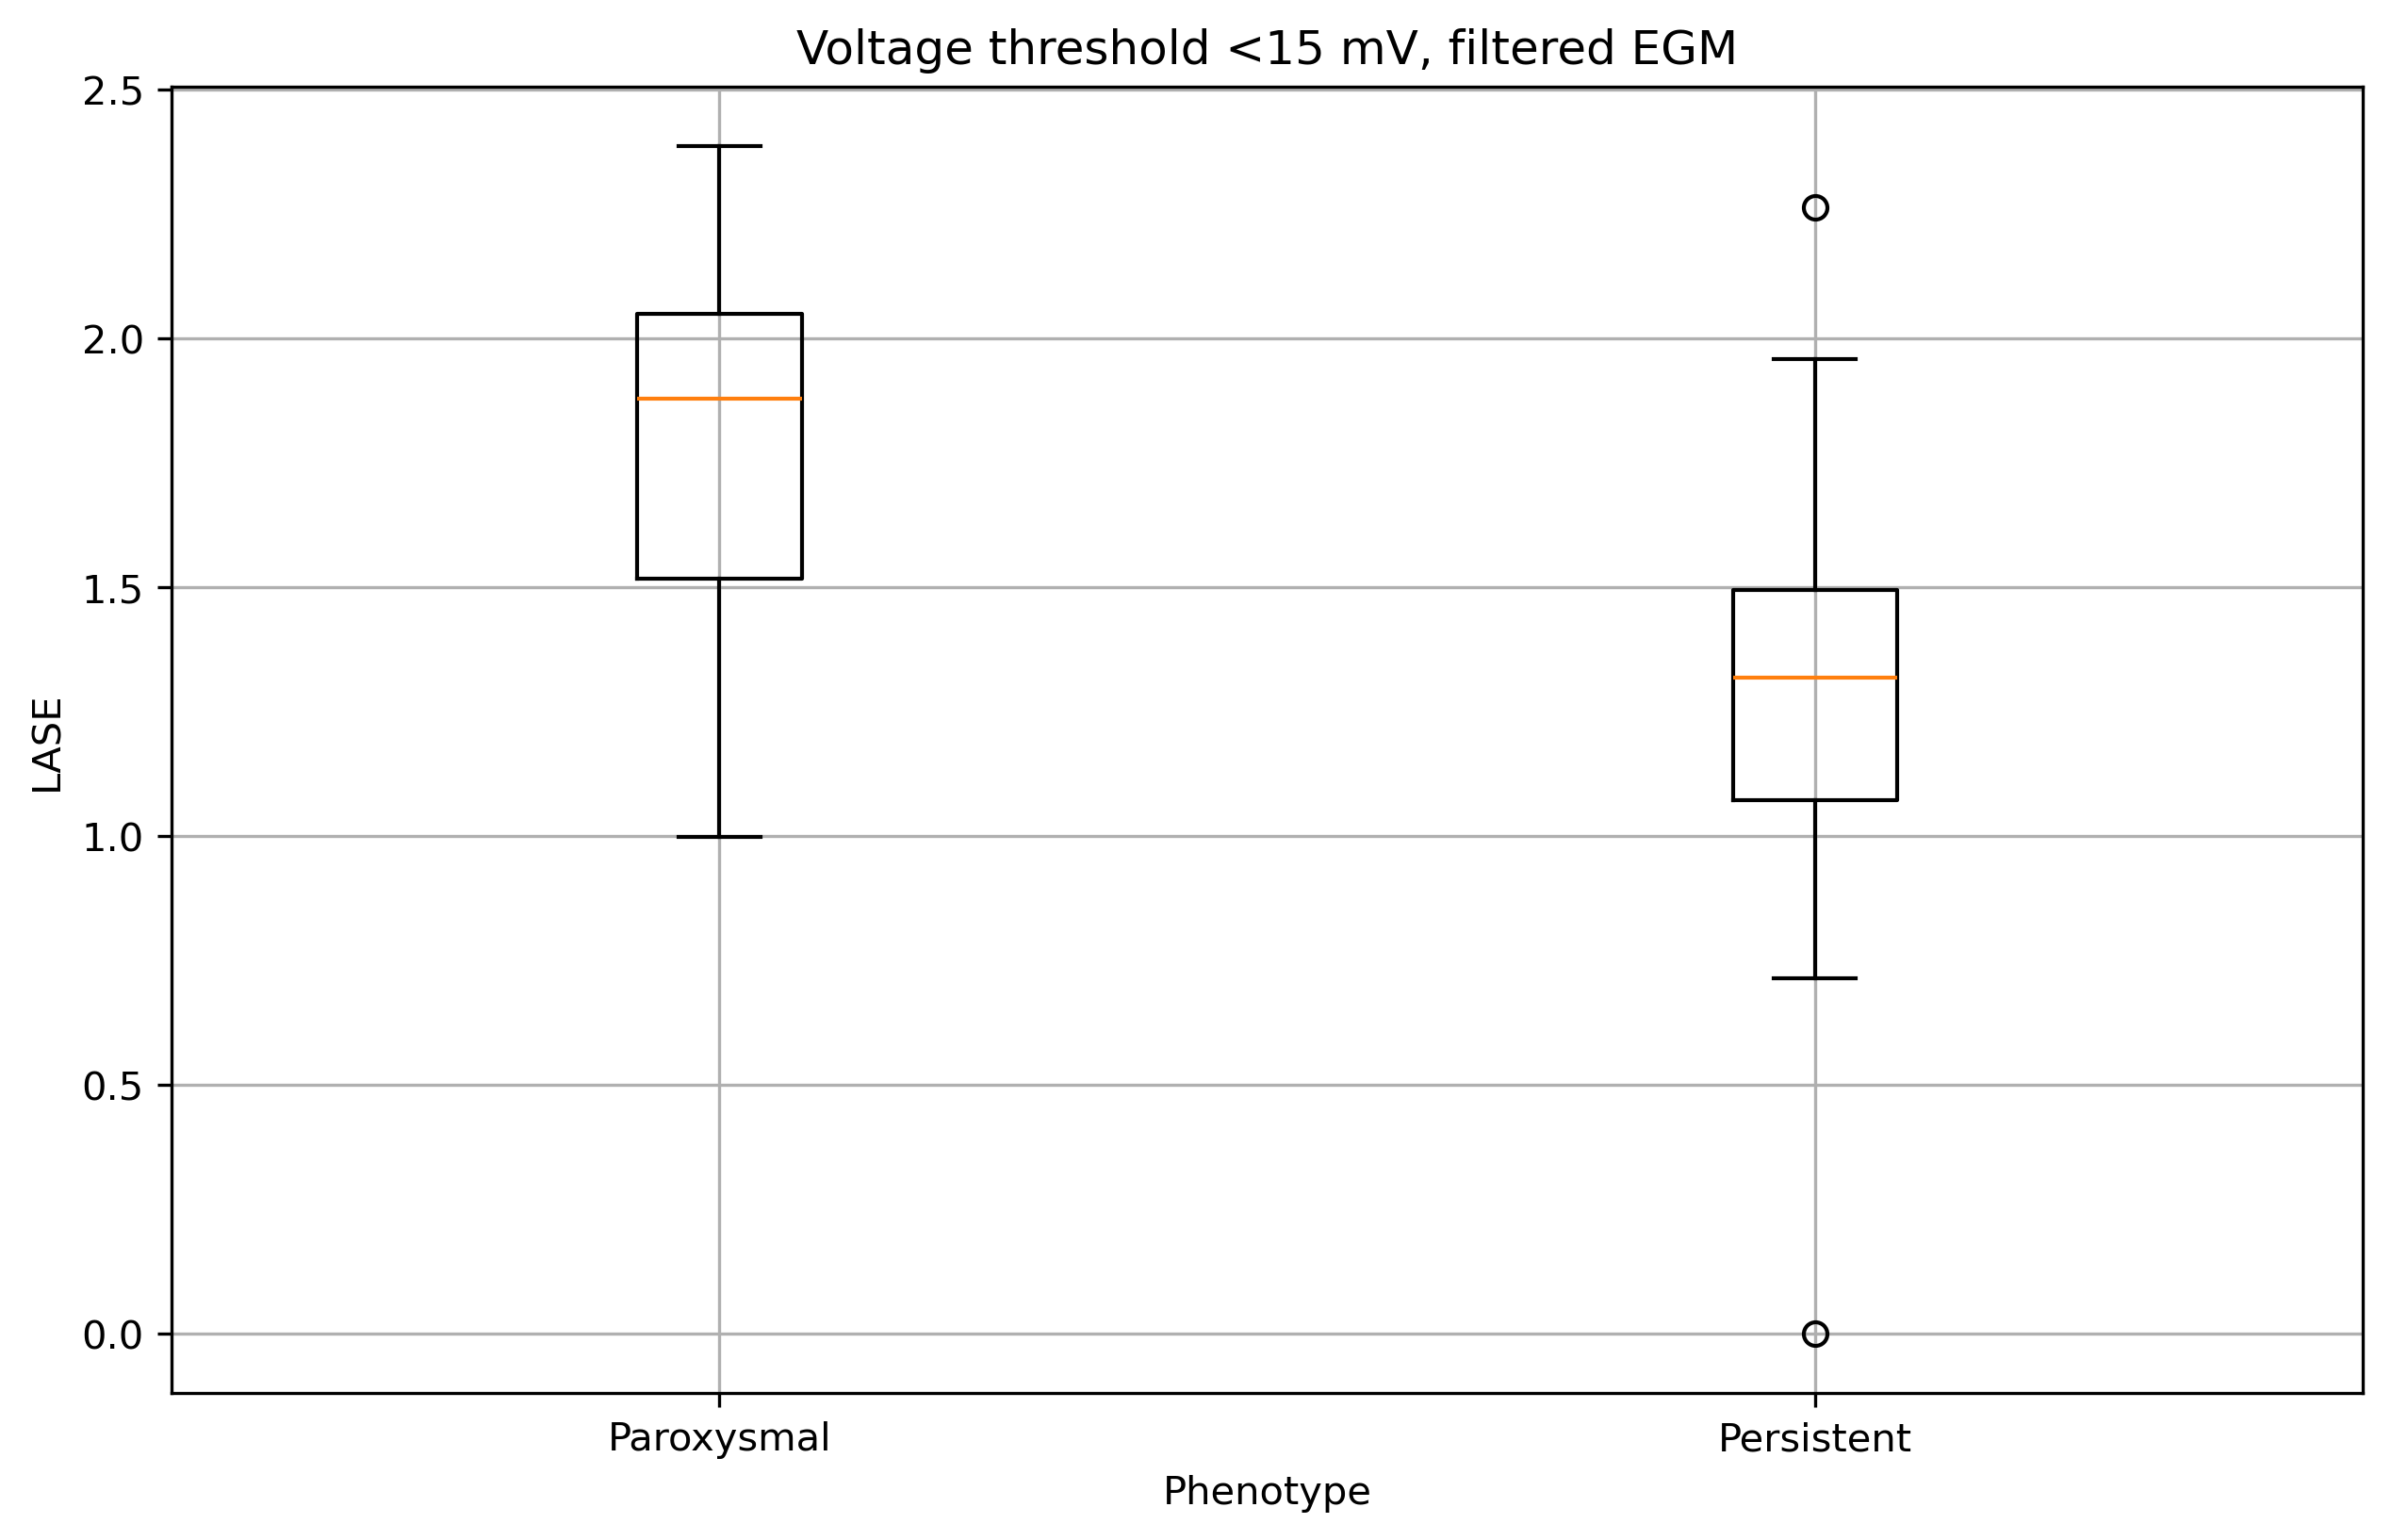 Voltage threshold <15 mV, filtered EGM
2.5
2.0
1.5
1.0
0.5
0.0
LASE
Paroxysmal
Persistent
Phenotype